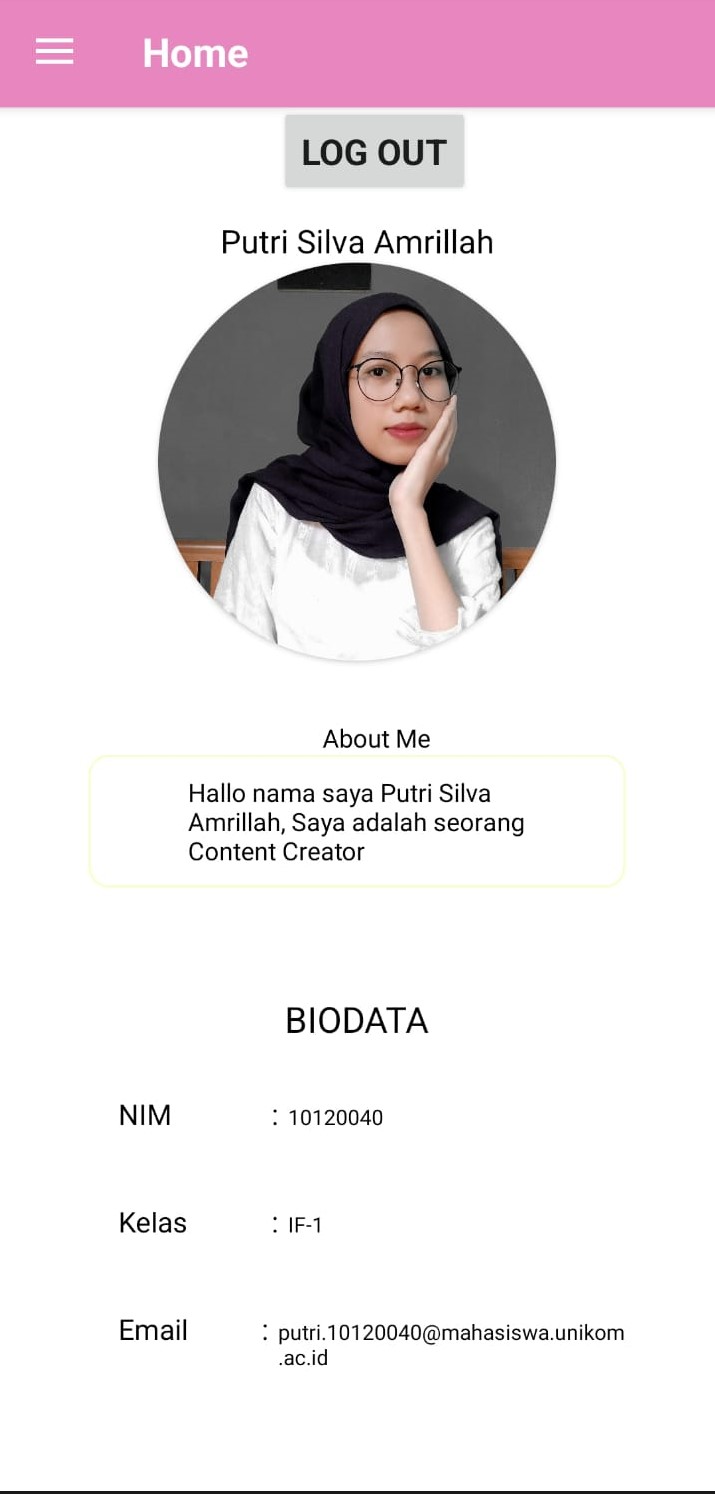 Home
LOG OUT
Putri Silva Amrillah
About Me
Hallo nama saya Putri Silva
Amrillah, Saya adalah seorang
Content Creator
BIODATA
NIM : 10120040
Kelas : IF-1
Email : putri.10120040@mahasiswa.unikom
.ac.id